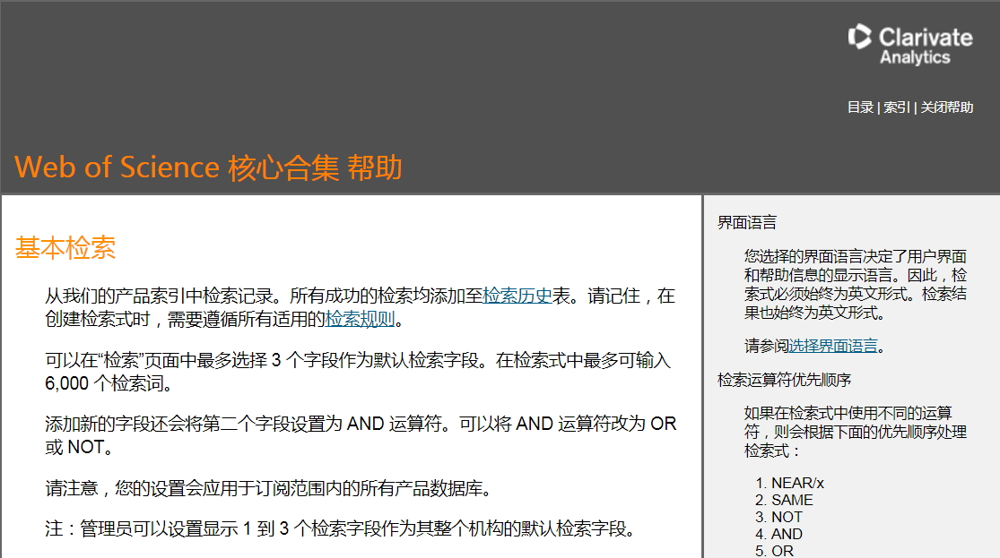 Clarivate
Analytics
目录 | 索引 | 关闭帮助
Web of Science 核心合集 帮助
基本检索
从我们的产品索引中检索记录。所有成功的检索均添加至检索历史表。请记住，在
创建检索式时，需要遵循所有适用的检索规则。
可以在“检索”页面中最多选择 3 个字段作为默认检索字段。在检索式中最多可输入
6,000 个检索词。
添加新的字段还会将第二个字段设置为 AND 运算符。可以将 AND 运算符改为 OR
或 NOT。
请注意，您的设置会应用于订阅范围内的所有产品数据库。
注：管理员可以设置显示 1 到 3 个检索字段作为其整个机构的默认检索字段。
界面语言
您选择的界面语言决定了用户界面
和帮助信息的显示语言。因此，检
索式必须始终为英文形式。检索结
果也始终为英文形式。
请参阅选择界面语言。
检索运算符优先顺序
如果在检索式中使用不同的运算
符，则会根据下面的优先顺序处理
检索式：
1. NEAR/x
2. SAME
3. NOT
4. AND
5. OR